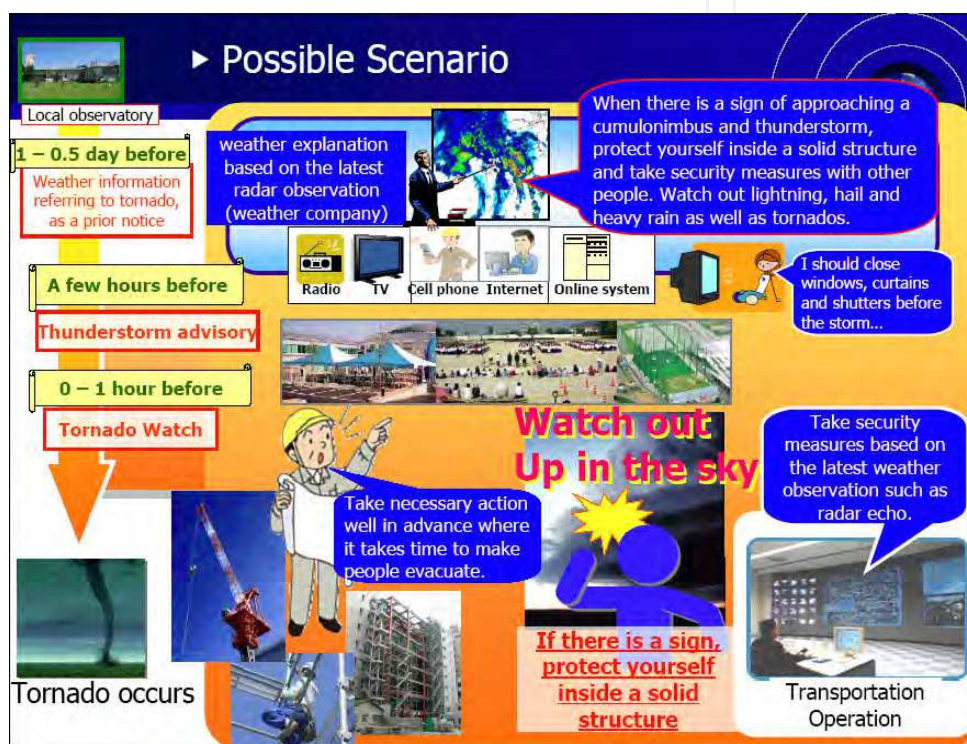 ▶ Possible Scenario
Local observatory
1 – 0.5 day before
Weather information
referring to tornado,
as a prior notice
A few hours before
Thunderstorm advisory
0 – 1 hour before
Tornado Watch
Tornado occurs
weather explanation
based on the latest
radar observation
(weather company)
When there is a sign of approaching a
cumulonimbus and thunderstorm,
protect yourself inside a solid structure
and take security measures with other
people. Watch out lightning, hail and
heavy rain as well as tornados.
Radio
TV
Cell phone
Internet
Online system
I should close
windows, curtains
and shutters before
the storm...
Watch out
Up in the sky
Take necessary action
well in advance where
it takes time to make
people evacuate.
If there is a sign,
protect yourself
inside a solid
structure
Take security
measures based on
the latest weather
observation such as
radar echo.
Transportation
Operation